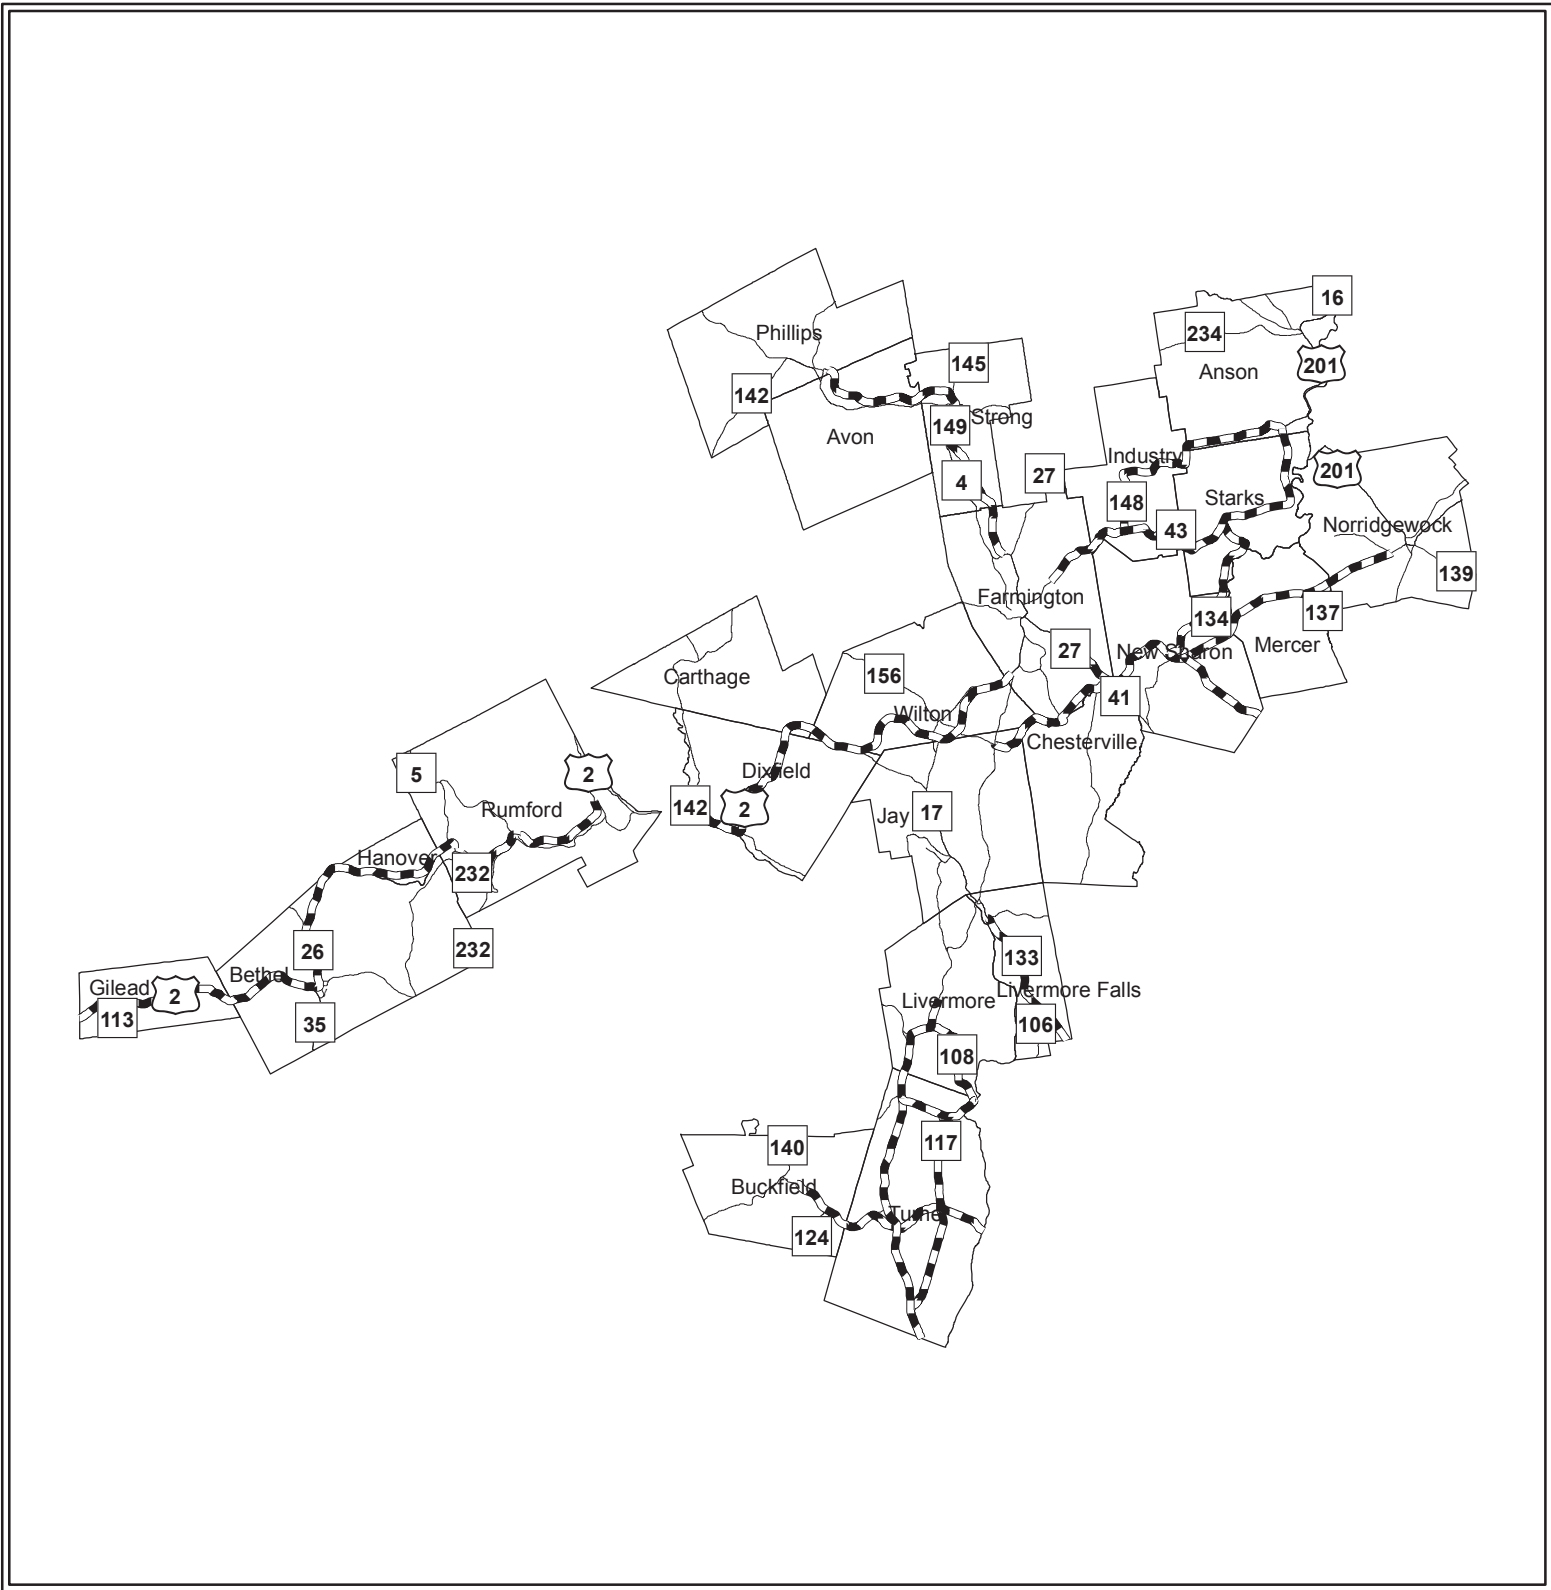 16
Phillips
234
201
145
Anson
142
149
Strong
Avon
Industry
201
27
4
148
Starks
Norridgewock
43
139
Farmington
134
137
27
New Sharon
Mercer
Carthage
156
41
Wilton
Chesterville
5
2
Dixfield
142
2
Rumford
Jay
17
Hanover
232
26
232
133
Bethel
Gilead
2
Livermore Falls
Livermore
113
35
106
108
140
117
Buckfield
Turner
124